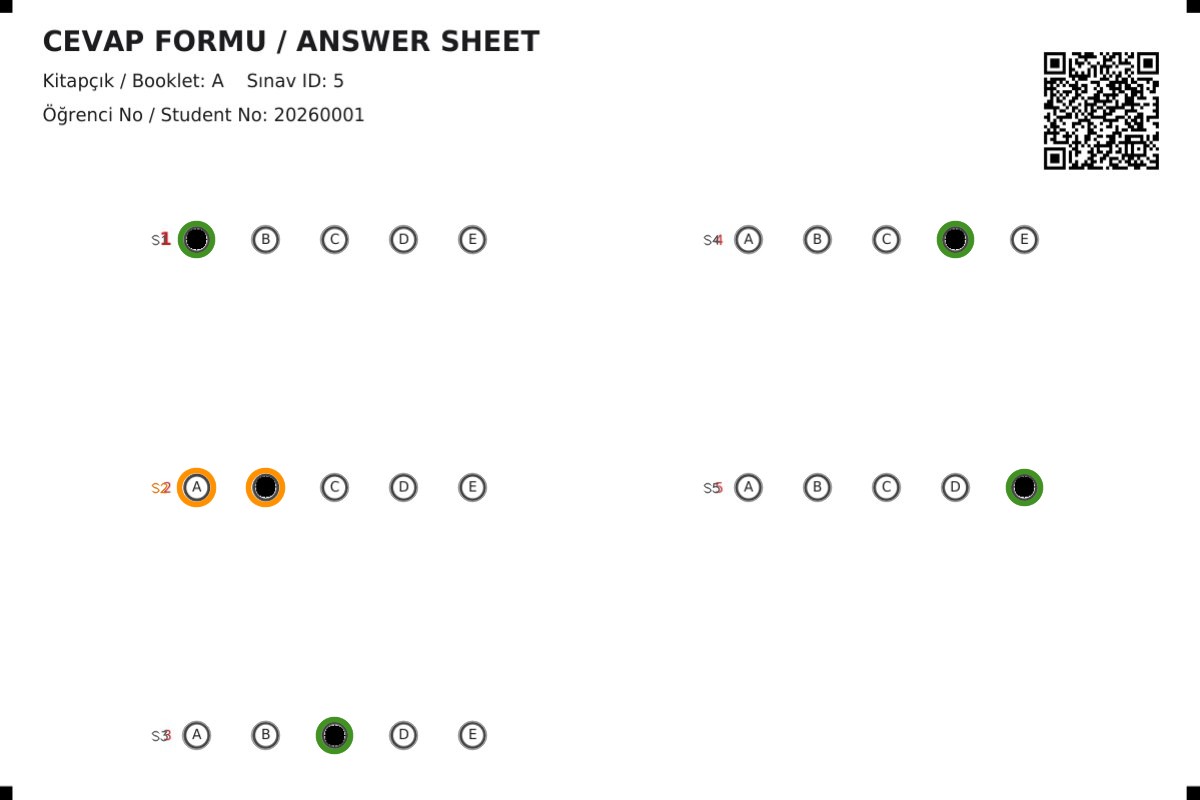 CEVAP FORMU / ANSWER SHEET
Kitapçık / Booklet: A Sınav ID: 5
Öğrenci No / Student No: 20260001
S1 B C D E
S4 A B C E
S2 A C D E
S5 A B C D
S3 A B D E